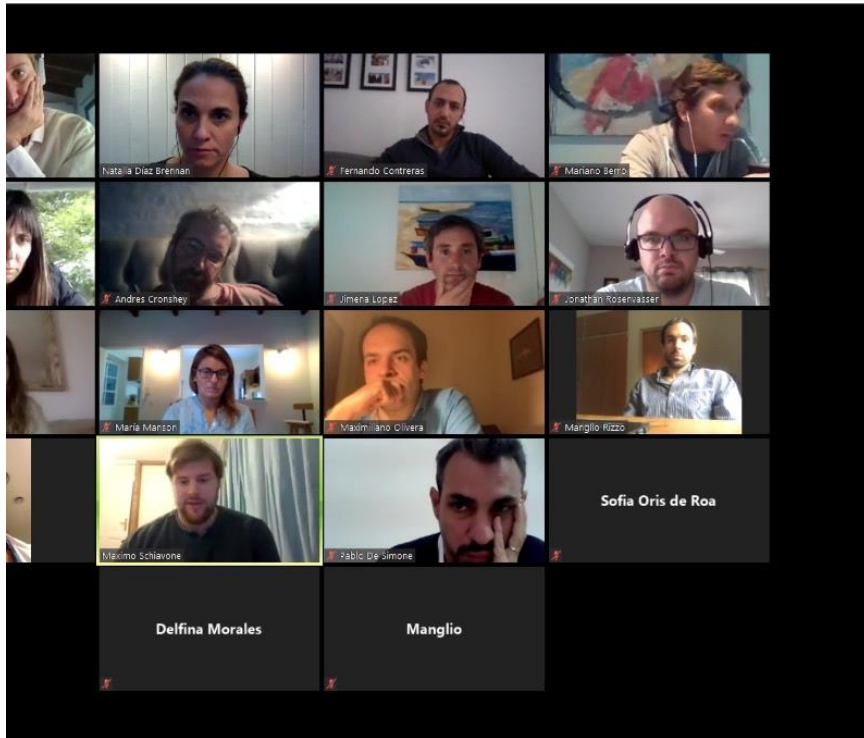 Natalia Díaz Brennan
Fernando Contreras
Mariano Berro
Andres Cronshey
Jimena Lopez
Jonathan Rosenvasser
María Manson
Maximiliano Olivera
Manglio Rizzo
Maximo Schiavone
Pablo De Simone
Sofia Oris de Roa
Delfina Morales
Manglio